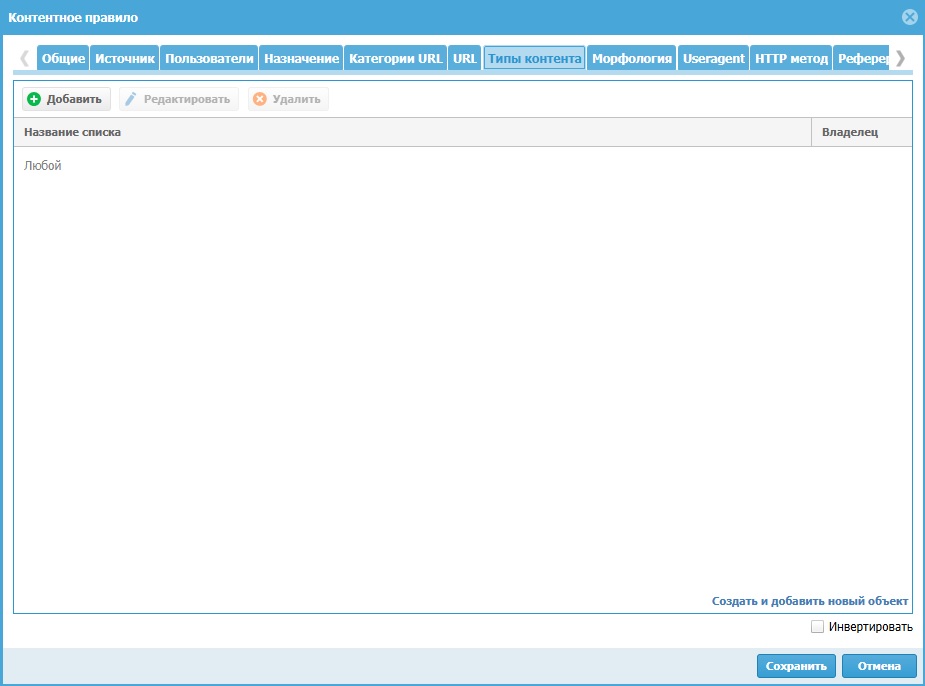 Контентное правило
Общие Источник Пользователи Назначение Категории URL URL Типы контента Морфология Useragent HTTP метод Рефере
Добавить Редактировать Удалить
Название списка Владелец
Любой
Создать и добавить новый объект
Инвертировать
Сохранить Отмена